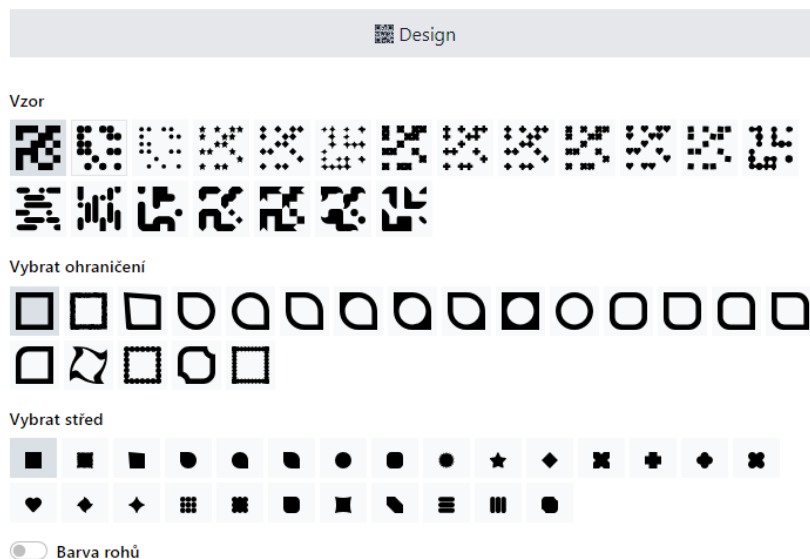 Design
Vzor
Vybrat ohraničení
Vybrat střed
Barva rohů